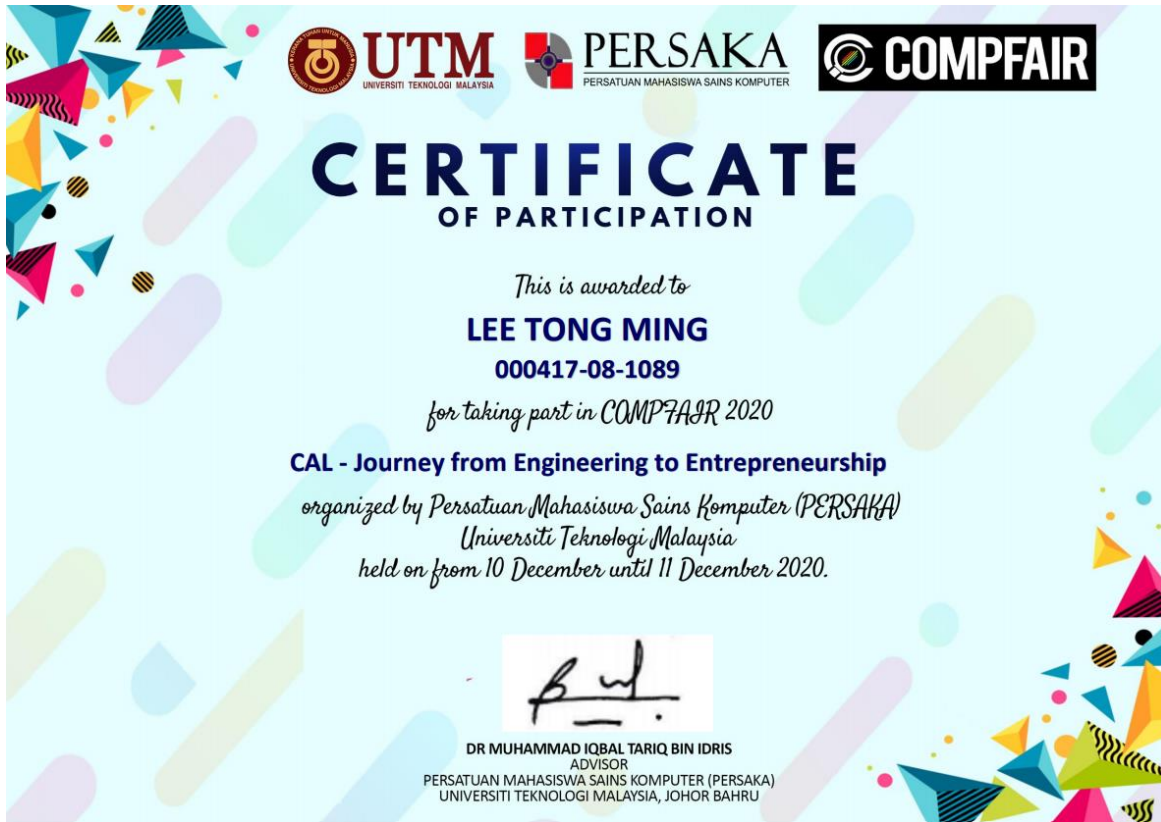 UTM
UNIVERSITI TEKNOLOGI MALAYSIA
PERSAKA
PERSATUAN MAHASISWA SAINS KOMPUTER
COMPFAIR
CERTIFICATE
OF PARTICIPATION
This is awarded to
LEE TONG MING
000417-08-1089
for taking part in COMPFAIR 2020
CAL - Journey from Engineering to Entrepreneurship
organized by Persatuan Mahasiswa Sains Komputer (PERSAKA)
Universiti Teknologi Malaysia
held on from 10 December until 11 December 2020.
DR MUHAMMAD IQBAL TARIQ BIN IDRIS
ADVISOR
PERSATUAN MAHASISWA SAINS KOMPUTER (PERSAKA)
UNIVERSITI TEKNOLOGI MALAYSIA, JOHOR BAHRU